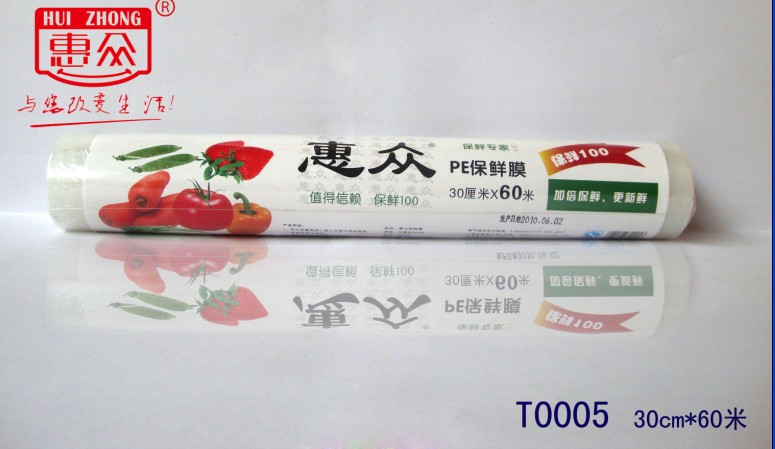 HUI ZHONG
®
惠众
与您改变生活!
惠众®
值得信赖 保鲜100
保鲜专家
PE保鲜膜
30厘米X60米
生产日期2010.06.02
保鲜100
加倍保鲜、更新鲜
T0005 30cm*60米